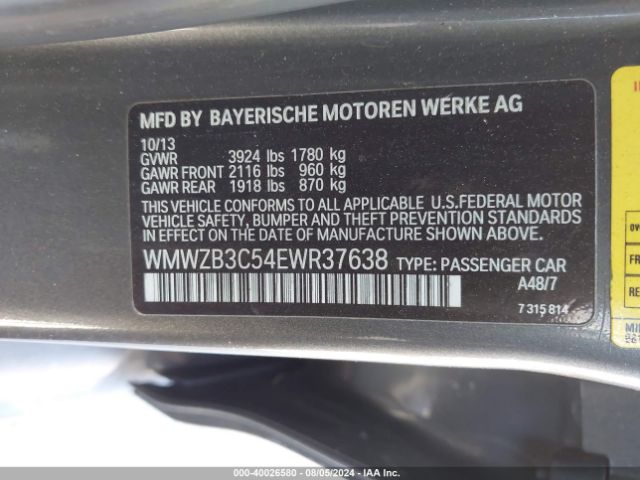 MFD BY BAYERISCHE MOTOREN WERKE AG
10/13
GVWR 3924 lbs 1780 kg
GAWR FRONT 2116 lbs 960 kg
GAWR REAR 1918 lbs 870 kg
THIS VEHICLE CONFORMS TO ALL APPLICABLE U.S.FEDERAL MOTOR
VEHICLE SAFETY, BUMPER AND THEFT PREVENTION STANDARDS
IN EFFECT ON THE DATE OF MANUFACTURE SHOWN ABOVE.
WMWZB3C54EWR37638 TYPE: PASSENGER CAR
A48/7
7 315 814
000-40026580 - 08/05/2024 - IAA LLC.